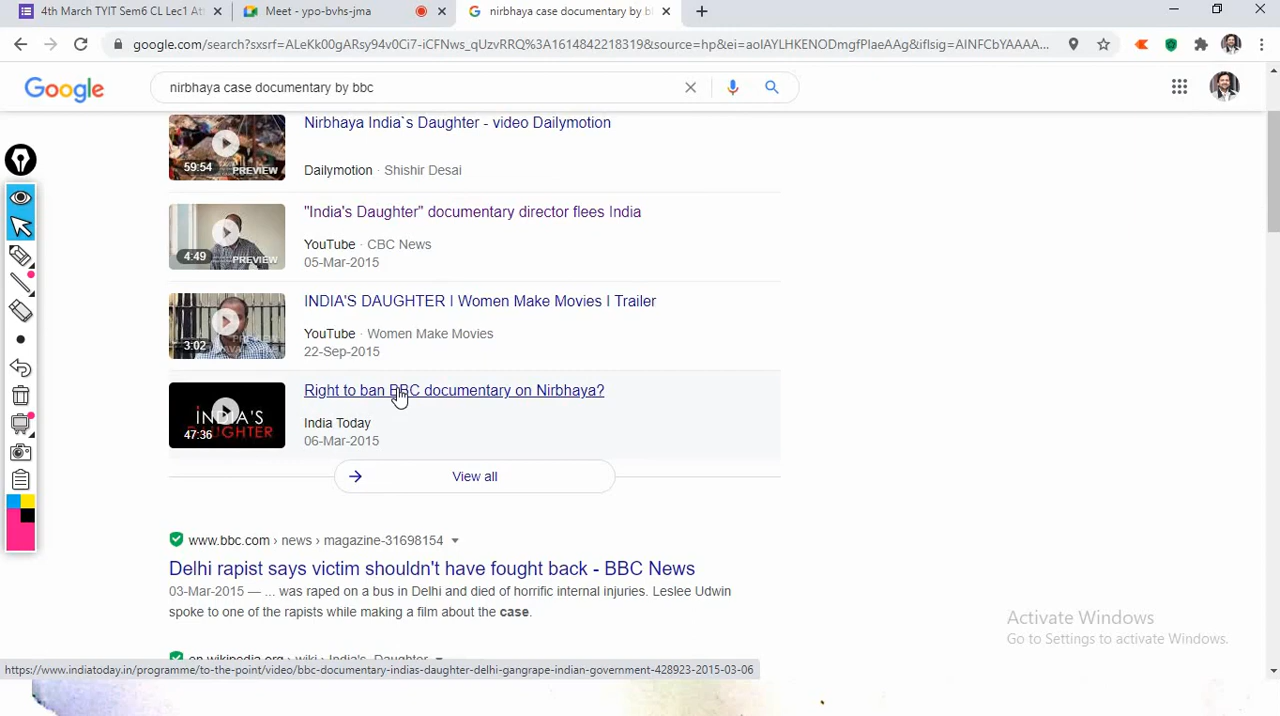 4th March TYIT Sem6 CL Lec1 At
Meet - ypo-bvhs-jma
nirbhaya case documentary by b
google.com/search?sxsrf=ALeKk00gARsy94v0Ci7-iCFNws_qUzvRRQ%3A1614842218319&source=hp&ei=aoIAYLHKENODmgfPlaeAAg&iflsig=AINFCbYAAAA...
Google
nirbhaya case documentary by bbc
59:54
PREVIEW
Nirbhaya India`s Daughter - video Dailymotion
Dailymotion · Shishir Desai
4:49
PREVIEW
"India's Daughter" documentary director flees India
YouTube · CBC News
05-Mar-2015
3:02
INDIA'S DAUGHTER I Women Make Movies I Trailer
YouTube · Women Make Movies
22-Sep-2015
INDIA'S
DAUGHTER
47:36
Right to ban BBC documentary on Nirbhaya?
India Today
06-Mar-2015
View all
www.bbc.com › news › magazine-31698154
Delhi rapist says victim shouldn't have fought back - BBC News
03-Mar-2015 — ... was raped on a bus in Delhi and died of horrific internal injuries. Leslee Udwin
spoke to one of the rapists while making a film about the case.
en.wikipedia.org › wiki › India's_Daughter
Activate Windows
Go to Settings to activate Windows.
https://www.indiatoday.in/programme/to-the-point/video/bbc-documentary-indias-daughter-delhi-gangrape-indian-government-428923-2015-03-06